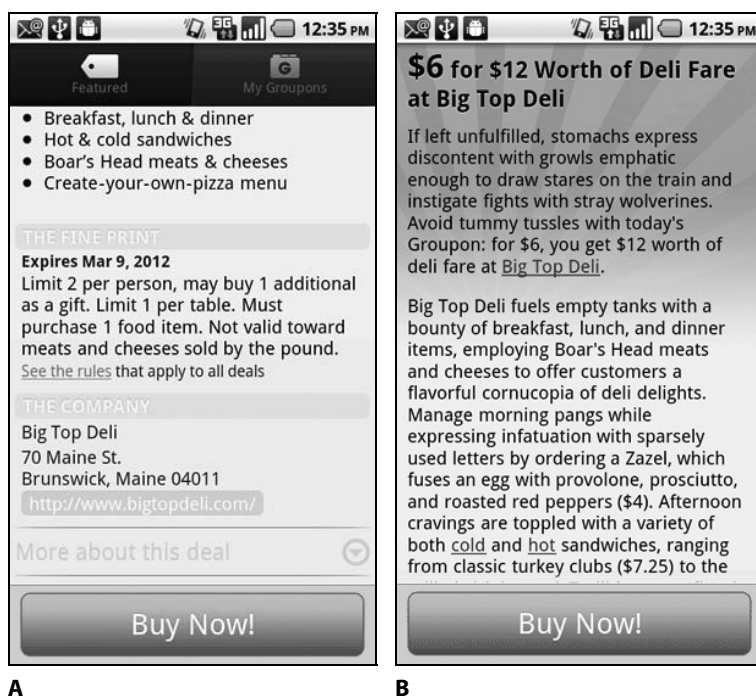 12:35 PM
Featured
My Groupons
• Breakfast, lunch & dinner
• Hot & cold sandwiches
• Boar's Head meats & cheeses
• Create-your-own-pizza menu
THE FINE PRINT
Expires Mar 9, 2012
Limit 2 per person, may buy 1 additional
as a gift. Limit 1 per table. Must
purchase 1 food item. Not valid toward
meats and cheeses sold by the pound.
See the rules that apply to all deals
THE COMPANY
Big Top Deli
70 Maine St.
Brunswick, Maine 04011
http://www.bigtopdeli.com/
More about this deal
Buy Now!
A
12:35 PM
$6 for $12 Worth of Deli Fare
at Big Top Deli
If left unfulfilled, stomachs express
discontent with growls emphatic
enough to draw stares on the train and
instigate fights with stray wolverines.
Avoid tummy tussles with today's
Groupon: for $6, you get $12 worth of
deli fare at Big Top Deli.
Big Top Deli fuels empty tanks with a
bounty of breakfast, lunch, and dinner
items, employing Boar's Head meats
and cheeses to offer customers a
flavorful cornucopia of deli delights.
Manage morning pangs while
expressing infatuation with sparsely
used letters by ordering a Zazel, which
fuses an egg with provolone, prosciutto,
and roasted red peppers ($4). Afternoon
cravings are toppled with a variety of
both cold and hot sandwiches, ranging
from classic turkey clubs ($7.25) to the
Buy Now!
B